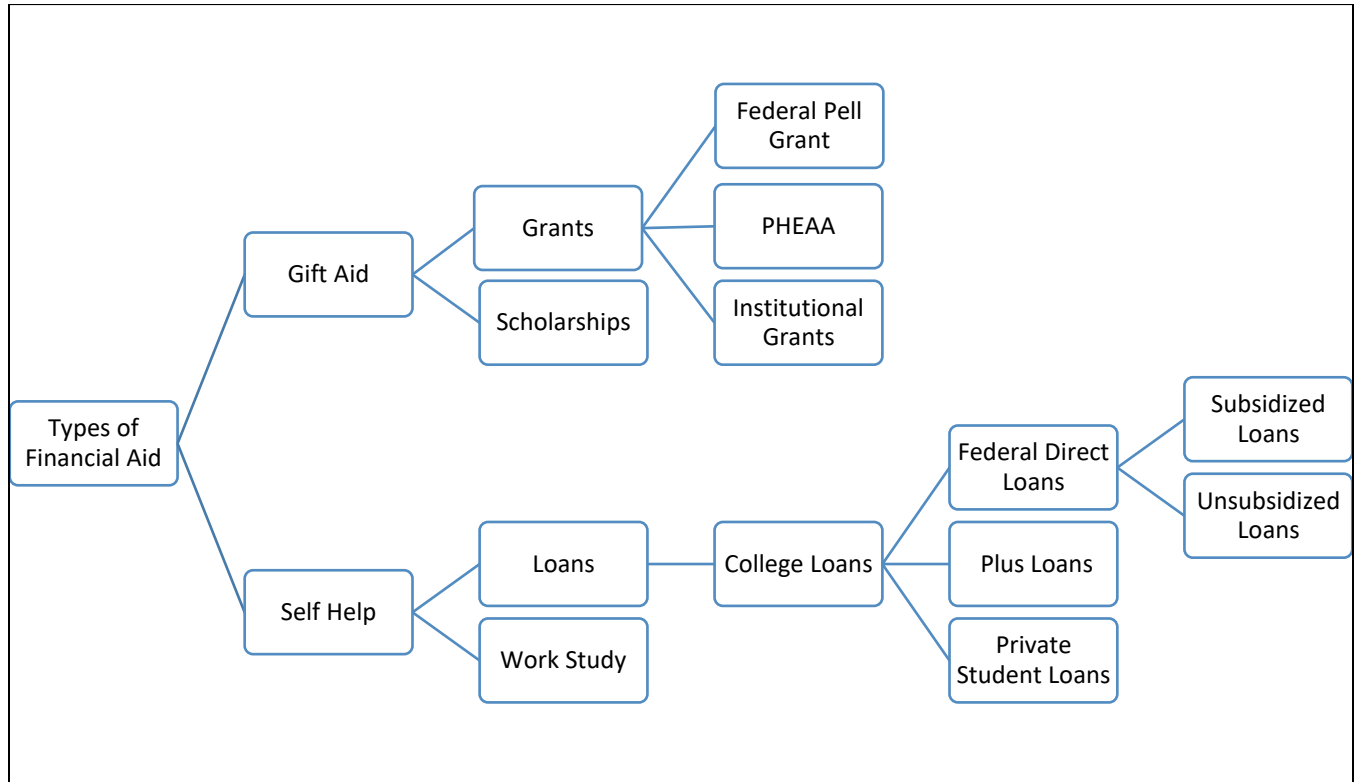 Types of
Financial Aid
Gift Aid
Grants
Federal Pell
Grant
PHEAA
Institutional
Grants
Scholarships
Self Help
Loans
College Loans
Federal Direct
Loans
Subsidized
Loans
Unsubsidized
Loans
Plus Loans
Private
Student Loans
Work Study